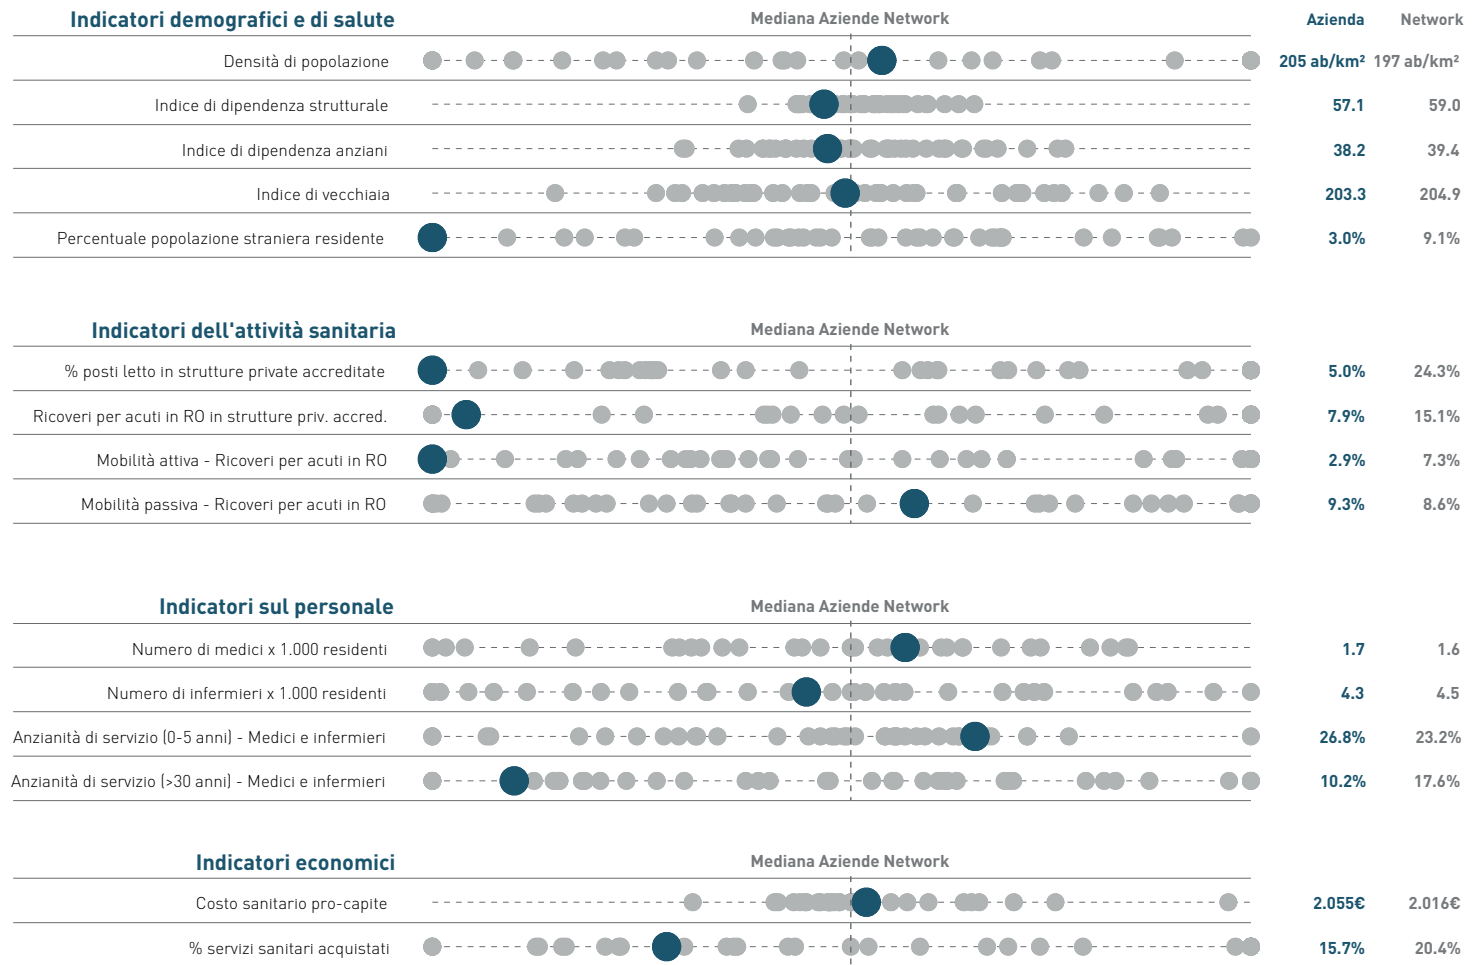 Indicatori demografici e di salute Mediana Aziende Network Azienda Network
Densità di popolazione 205 ab/km² 197 ab/km²
Indice di dipendenza strutturale 57.1 59.0
Indice di dipendenza anziani 38.2 39.4
Indice di vecchiaia 203.3 204.9
Percentuale popolazione straniera residente 3.0% 9.1%
Indicatori dell'attività sanitaria Mediana Aziende Network
% posti letto in strutture private accreditate 5.0% 24.3%
Ricoveri per acuti in RO in strutture priv. accred. 7.9% 15.1%
Mobilità attiva - Ricoveri per acuti in RO 2.9% 7.3%
Mobilità passiva - Ricoveri per acuti in RO 9.3% 8.6%
Indicatori sul personale Mediana Aziende Network
Numero di medici x 1.000 residenti 1.7 1.6
Numero di infermieri x 1.000 residenti 4.3 4.5
Anzianità di servizio (0-5 anni) - Medici e infermieri 26.8% 23.2%
Anzianità di servizio (>30 anni) - Medici e infermieri 10.2% 17.6%
Indicatori economici Mediana Aziende Network
Costo sanitario pro-capite 2.055€ 2.016€
% servizi sanitari acquistati 15.7% 20.4%